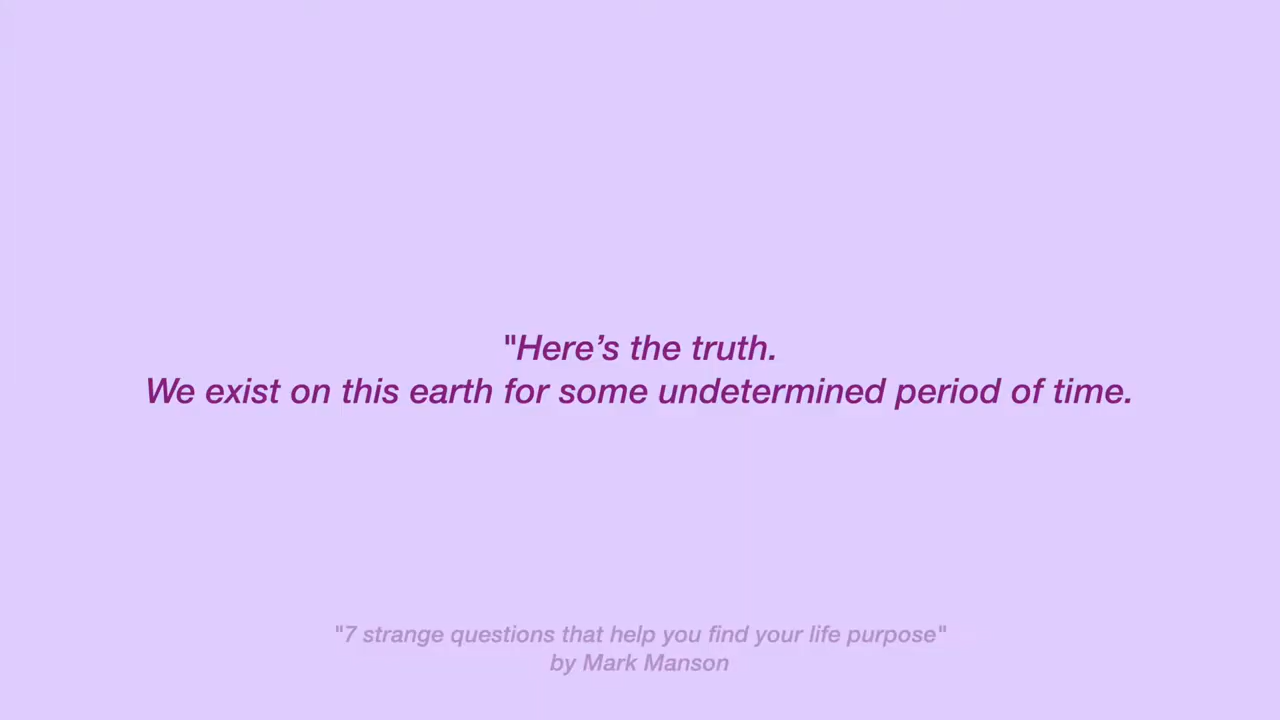 "Here’s the truth.
We exist on this earth for some undetermined period of time.
"7 strange questions that help you find your life purpose"
by Mark Manson